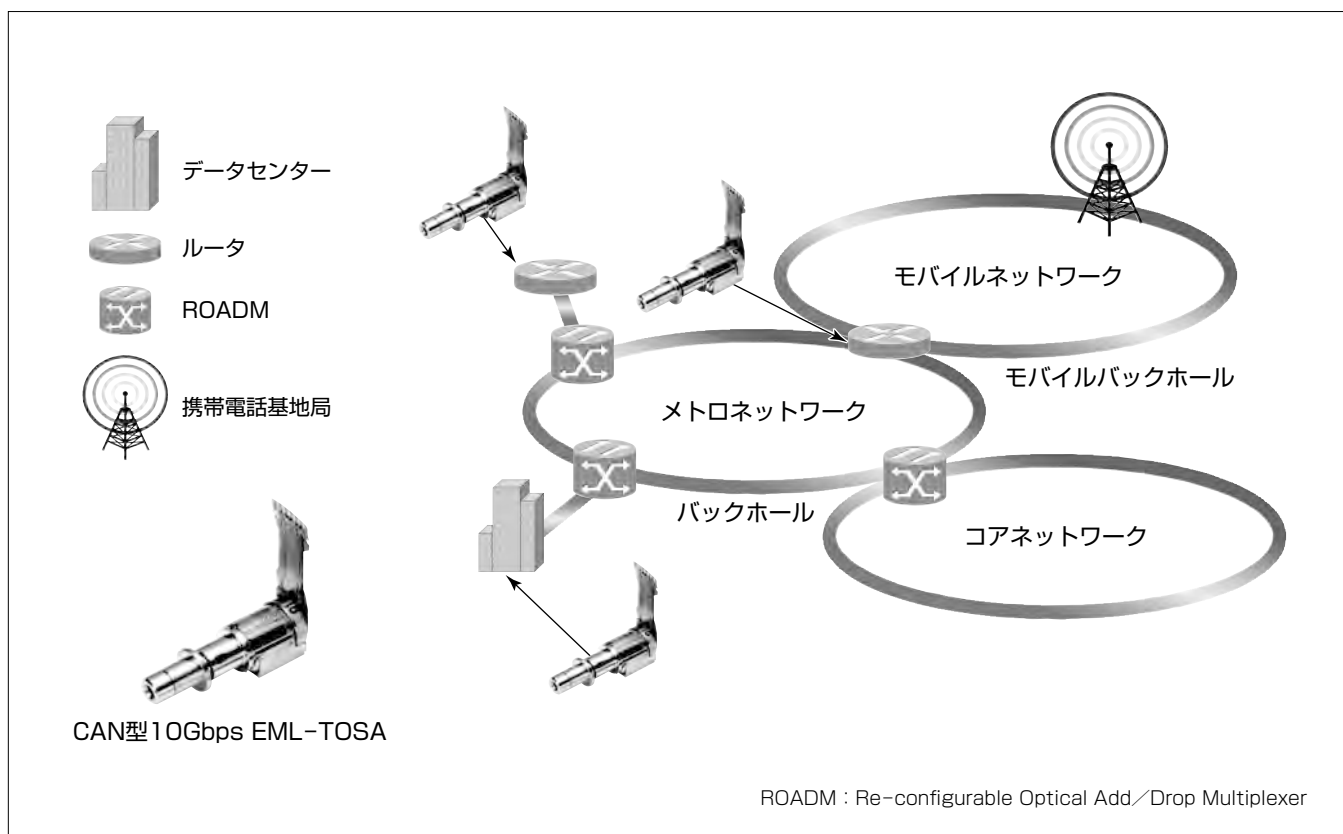 データセンター
ルータ
ROADM
携帯電話基地局
CAN型10Gbps EML−TOSA
モバイルネットワーク
モバイルバックホール
メトロネットワーク
バックホール
コアネットワーク
ROADM：Re−configurable Optical Add／Drop Multiplexer